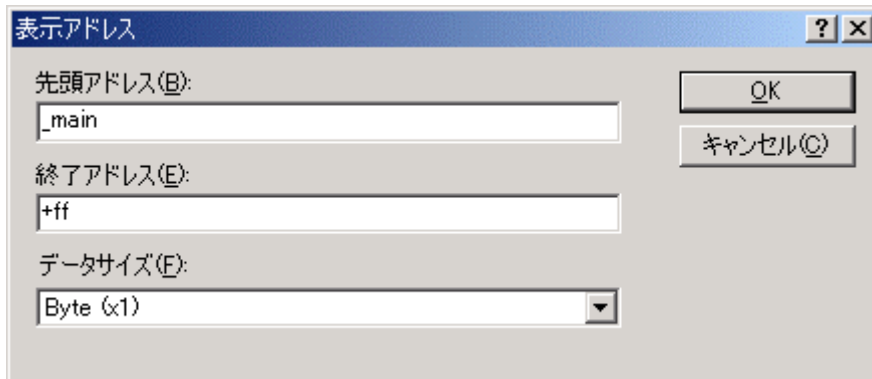 表示アドレス
先頭アドレス(B):
_main
OK
キャンセル(C)
終了アドレス(E):
+ff
データサイズ(F):
Byte (x1)